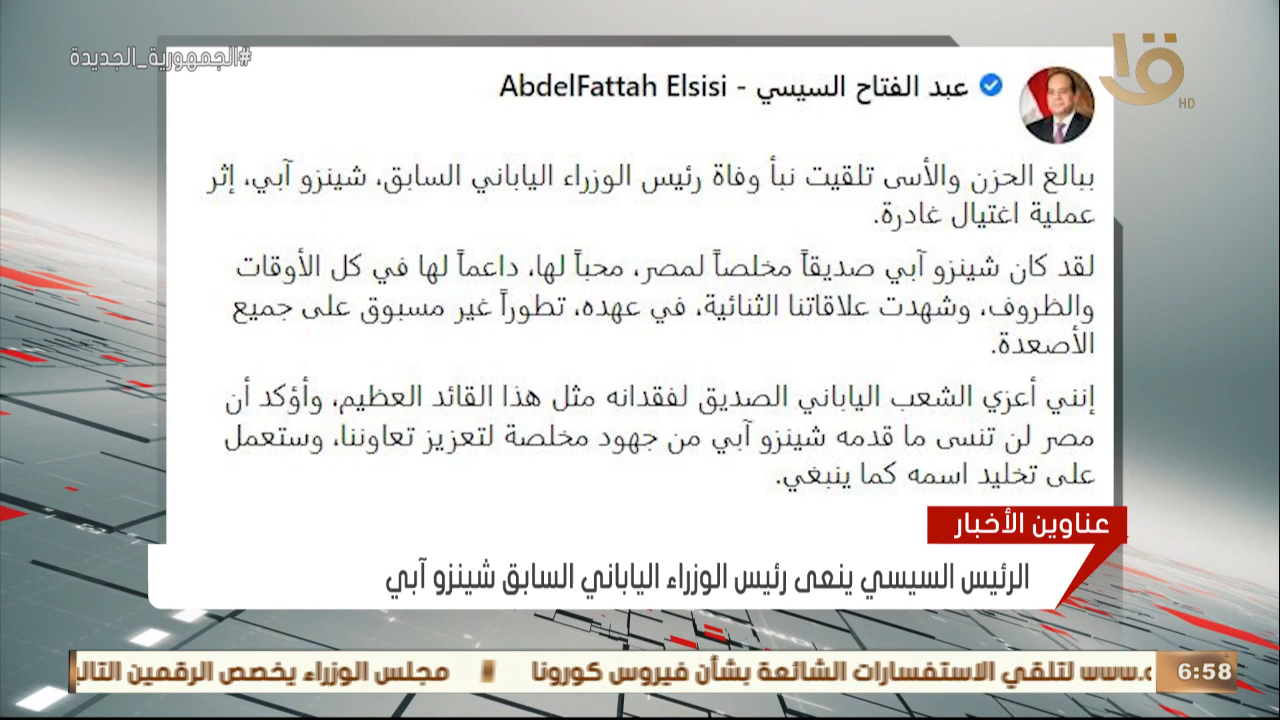 #الجمهورية_الجديدة
HD
عبد الفتاح السيسي - AbdelFattah Elsisi
ببالغ الحزن والأسى تلقيت نبأ وفاة رئيس الوزراء الياباني السابق، شينزو آبي، إثر
عملية اغتيال غادرة.
لقد كان شينزو آبي صديقاً مخلصاً لمصر، محباً لها، داعماً لها في كل الأوقات
والظروف، وشهدت علاقاتنا الثنائية، في عهده، تطوراً غير مسبوق على جميع
الأصعدة.
إنني أعزي الشعب الياباني الصديق لفقدانه مثل هذا القائد العظيم، وأؤكد أن
مصر لن تنسى ما قدمه شينزو آبي من جهود مخلصة لتعزيز تعاوننا، وستعمل
على تخليد اسمه كما ينبغي.
عناوين الأخبار
الرئيس السيسي ينعى رئيس الوزراء الياباني السابق شينزو آبي
6:58 www. لتلقي الاستفسارات الشائعة بشأن فيروس كورونا مجلس الوزراء يخصص الرقمين